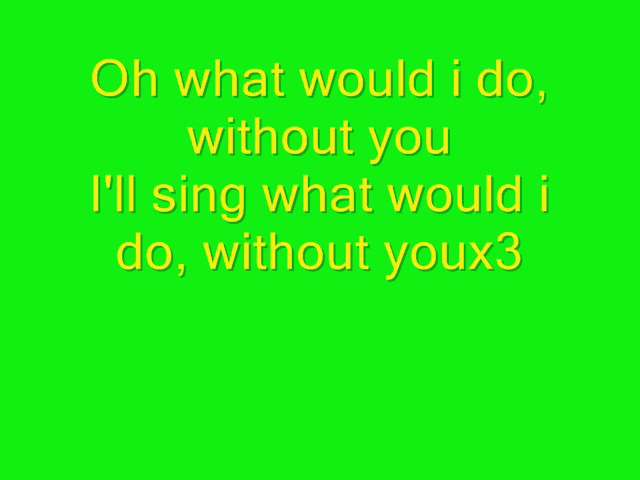 Oh what would i do,
without you
I'll sing what would i
do, without youx3